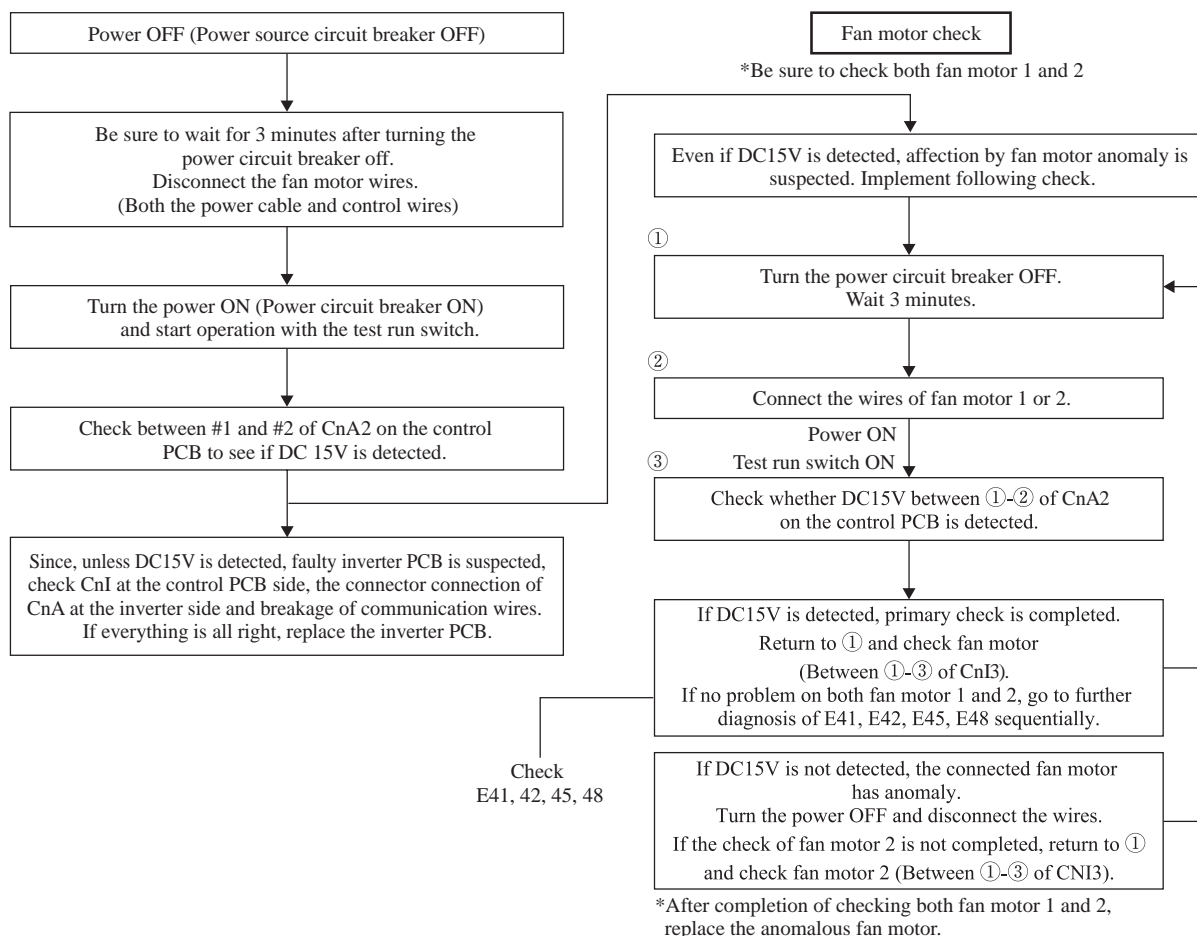 Power OFF (Power source circuit breaker OFF)
Be sure to wait for 3 minutes after turning the
power circuit breaker off.
Disconnect the fan motor wires.
(Both the power cable and control wires)
Turn the power ON (Power circuit breaker ON)
and start operation with the test run switch.
Check between #1 and #2 of CnA2 on the control
PCB to see if DC 15V is detected.
Since, unless DC15V is detected, faulty inverter PCB is suspected,
check CnI at the control PCB side, the connector connection of
CnA at the inverter side and breakage of communication wires.
If everything is all right, replace the inverter PCB.
Fan motor check
*Be sure to check both fan motor 1 and 2
Even if DC15V is detected, affection by fan motor anomaly is
suspected. Implement following check.
①
Turn the power circuit breaker OFF.
Wait 3 minutes.
②
Connect the wires of fan motor 1 or 2.
Power ON
③
Test run switch ON
Check whether DC15V between ①-② of CnA2
on the control PCB is detected.
If DC15V is detected, primary check is completed.
Return to ① and check fan motor
(Between ①-③ of CnI3).
If no problem on both fan motor 1 and 2, go to further
diagnosis of E41, E42, E45, E48 sequentially.
Check
E41, 42, 45, 48
If DC15V is not detected, the connected fan motor
has anomaly.
Turn the power OFF and disconnect the wires.
If the check of fan motor 2 is not completed, return to ①
and check fan motor 2 (Between ①-③ of CNI3).
*After completion of checking both fan motor 1 and 2,
replace the anomalous fan motor.